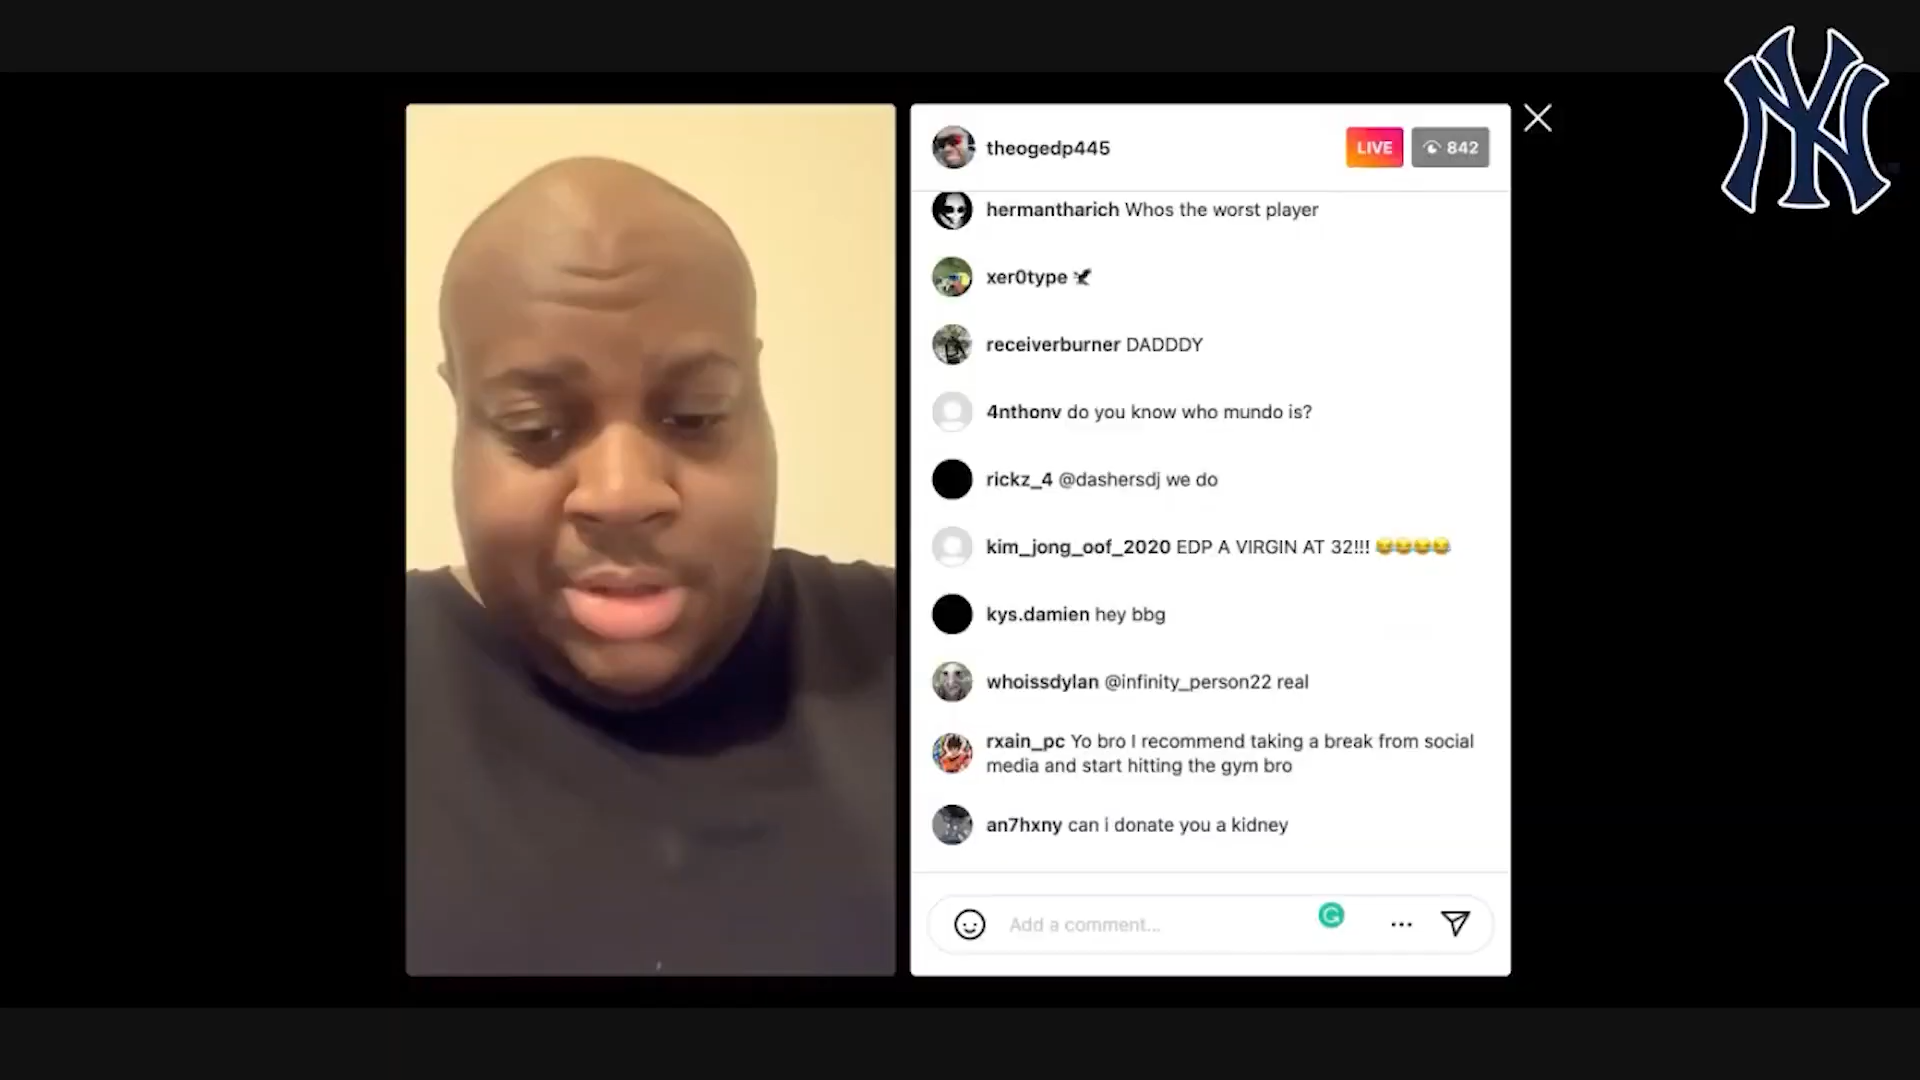 NY
theogedp445
LIVE
842
hermantharich Whos the worst player
xer0type
receiverburner DADDDY
4nthonv do you know who mundo is?
rickz_4 @dashersdj we do
kim_jong_oof_2020 EDP A VIRGIN AT 32!!! 😂😂😂😂
kys.damien hey bbg
whoissdylan @infinity_person22 real
rxain_pc Yo bro I recommend taking a break from social
media and start hitting the gym bro
an7hxny can i donate you a kidney
Add a comment...